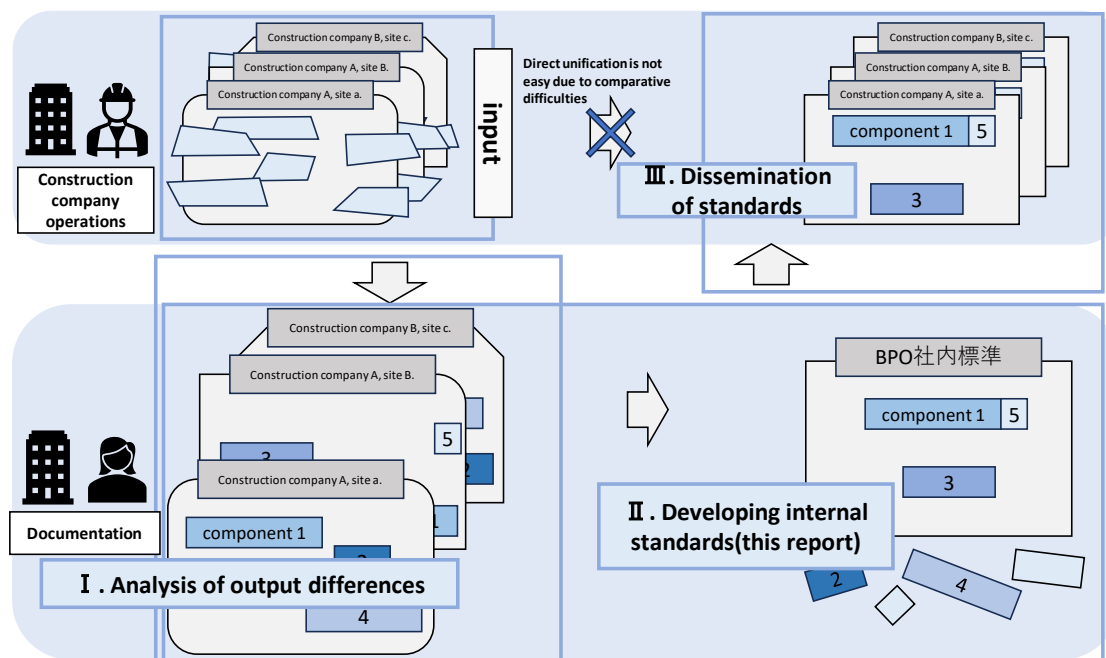 Construction company B, site c.
Construction company A, site B.
Construction company A, site a.
input
Construction
company
operations
Direct unification is not
easy due to comparative
difficulties
Construction company B, site c.
Construction company A, site B.
Construction company A, site a.
component 1
5
3
Ⅲ. Dissemination
of standards
Construction company B, site c.
Construction company A, site B.
5
3
2
1
Construction company A, site a.
component 1
2
4
Documentation
Ⅰ. Analysis of output differences
BPO社内標準
component 1
5
3
Ⅱ. Developing internal
standards(this report)
2
4